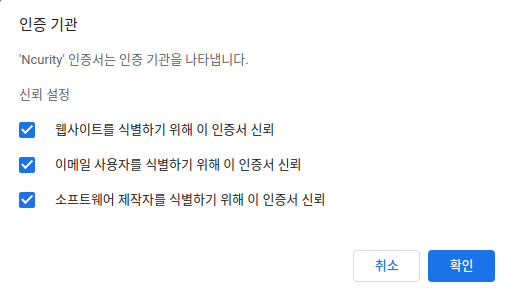 인증 기관
'Ncurity' 인증서는 인증 기관을 나타냅니다.
신뢰 설정
웹사이트를 식별하기 위해 이 인증서 신뢰
이메일 사용자를 식별하기 위해 이 인증서 신뢰
소프트웨어 제작자를 식별하기 위해 이 인증서 신뢰
취소 확인